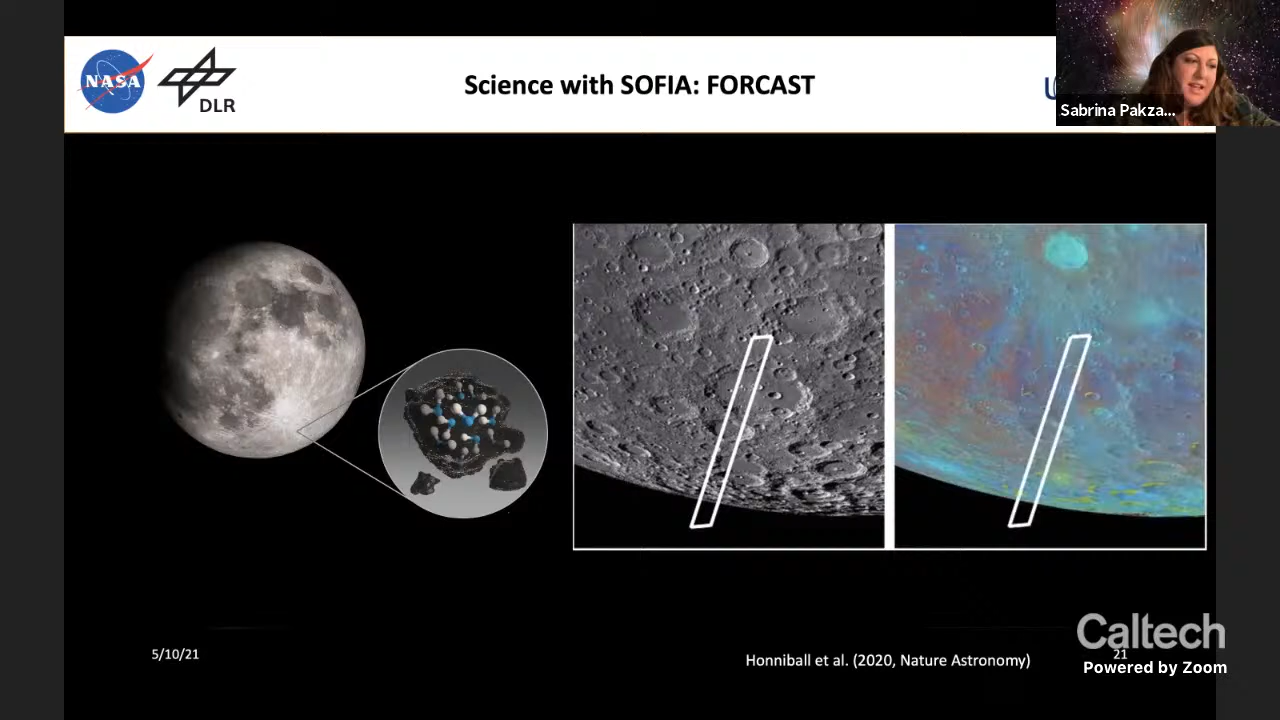 NASA
DLR
Science with SOFIA: FORCAST
Sabrina Pakza...
5/10/21
Honniball et al. (2020, Nature Astronomy)
Caltech
21
Powered by Zoom